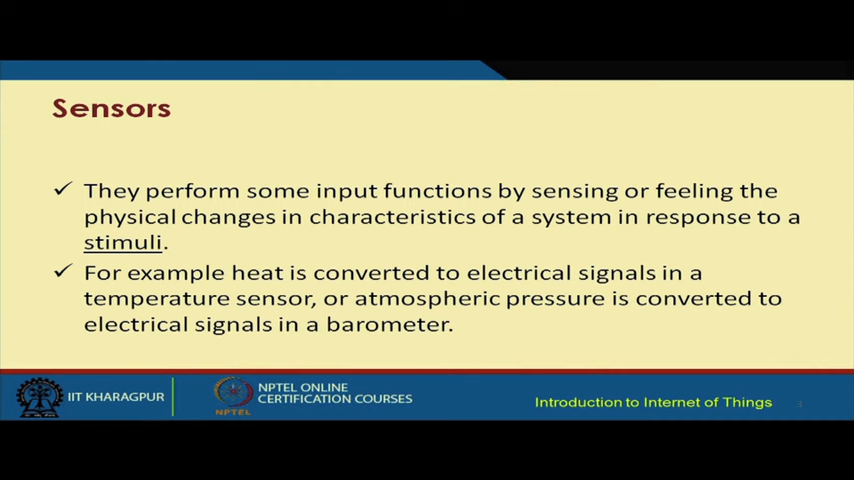 Sensors
✓ They perform some input functions by sensing or feeling the
physical changes in characteristics of a system in response to a
stimuli.
✓ For example heat is converted to electrical signals in a
temperature sensor, or atmospheric pressure is converted to
electrical signals in a barometer.
IIT KHARAGPUR
NPTEL
NPTEL ONLINE
CERTIFICATION COURSES
Introduction to Internet of Things
3